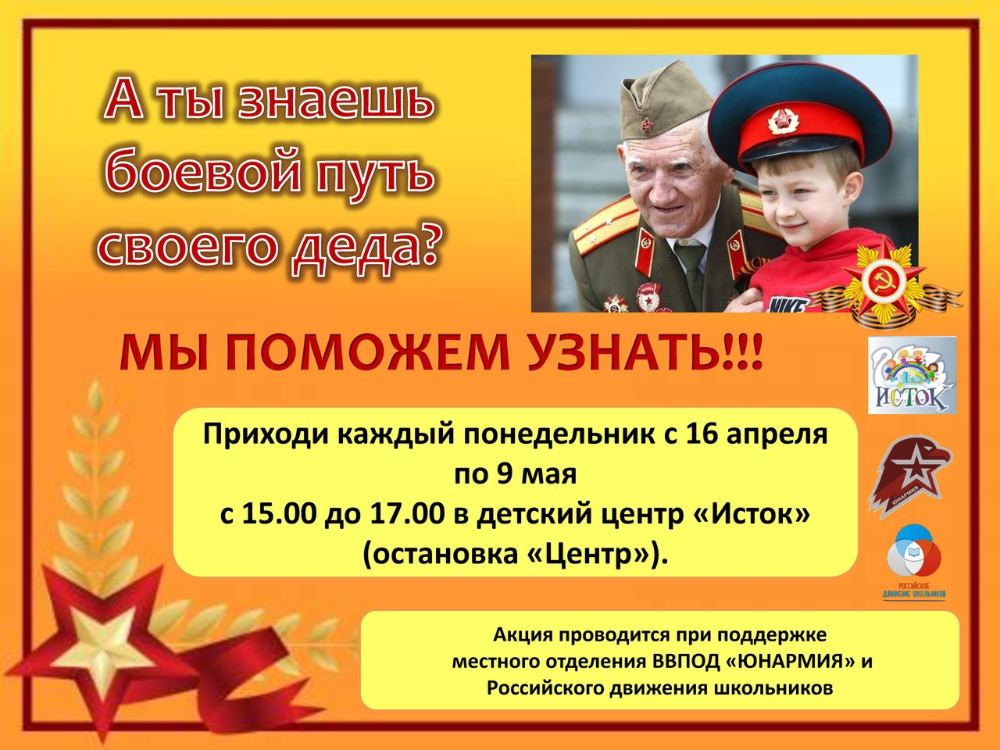 А ты знаешь
боевой путь
своего деда?
NIKE
МЫ ПОМОЖЕМ УЗНАТЬ!!!
ИСТОК
Приходи каждый понедельник с 16 апреля
по 9 мая
с 15.00 до 17.00 в детский центр «Исток»
(остановка «Центр»).
ЮНАРМИЯ
РОССИЙСКОЕ
ДВИЖЕНИЕ ШКОЛЬНИКОВ
Акция проводится при поддержке
местного отделения ВВПОД «ЮНАРМИЯ» и
Российского движения школьников